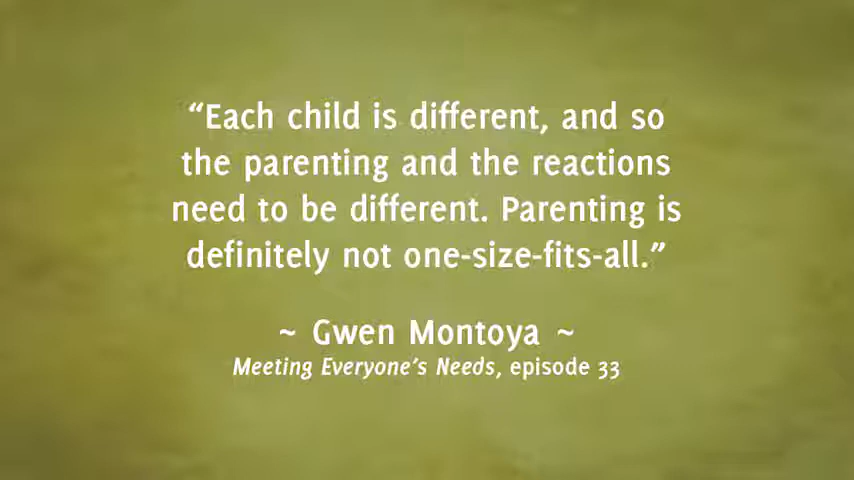 “Each child is different, and so
the parenting and the reactions
need to be different. Parenting is
definitely not one-size-fits-all.”
~ Gwen Montoya ~
Meeting Everyone’s Needs, episode 33